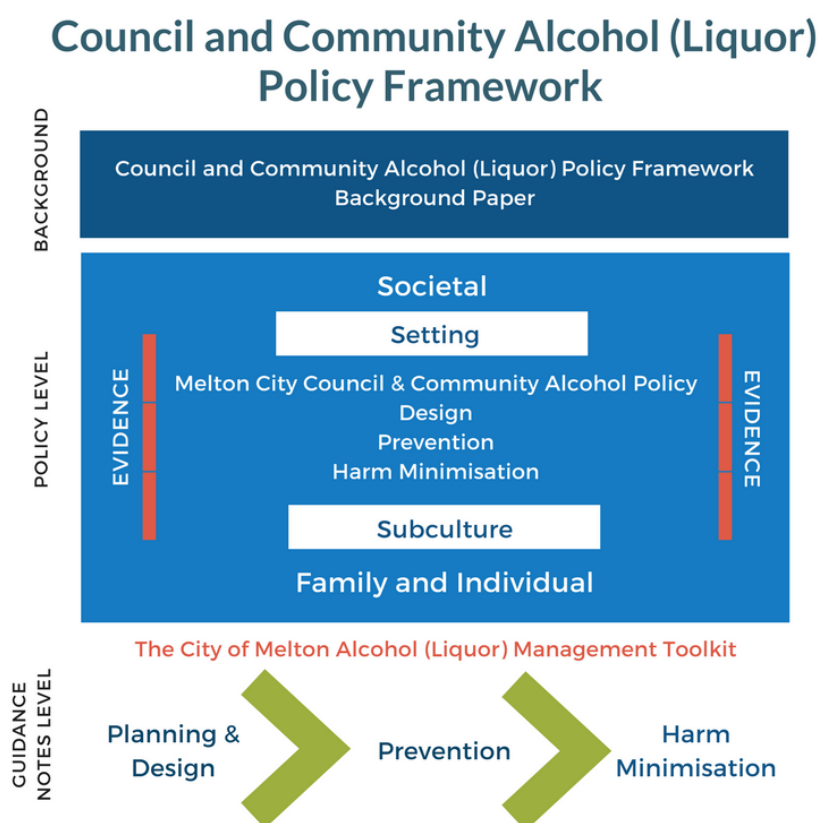 Council and Community Alcohol (Liquor)
Policy Framework
BACKGROUND
Council and Community Alcohol (Liquor) Policy Framework
Background Paper
POLICY LEVEL
Societal
Setting
EVIDENCE
Melton City Council & Community Alcohol Policy
Design
Prevention
Harm Minimisation
EVIDENCE
Subculture
Family and Individual
The City of Melton Alcohol (Liquor) Management Toolkit
GUIDANCE
NOTES LEVEL
Planning &
Design
Prevention
Harm
Minimisation